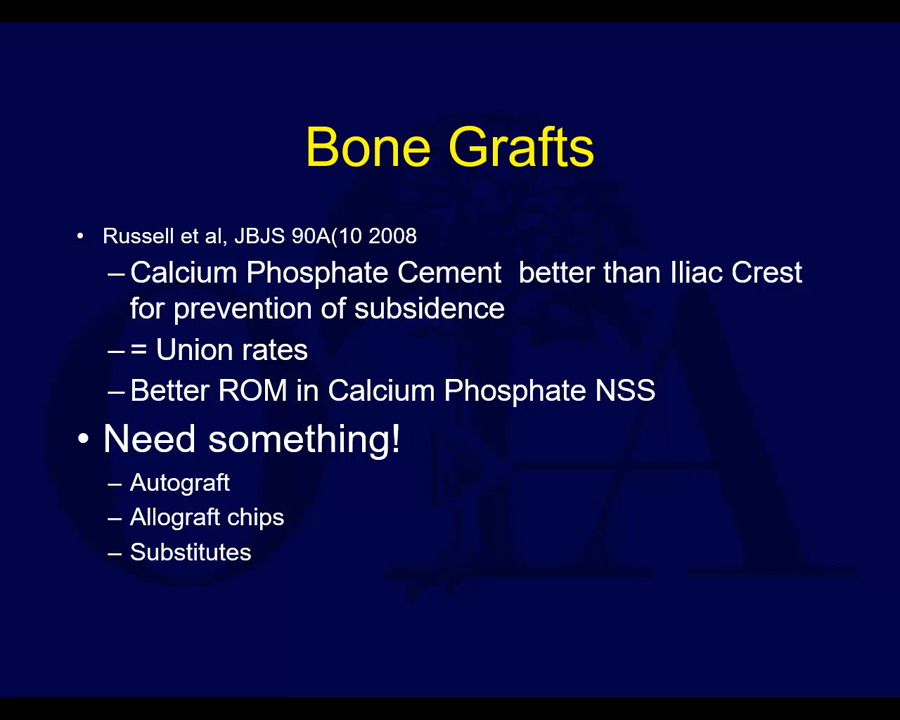 Bone Grafts
• Russell et al, JBJS 90A(10 2008
– Calcium Phosphate Cement  better than Iliac Crest
for prevention of subsidence
– = Union rates
– Better ROM in Calcium Phosphate NSS
• Need something!
– Autograft
– Allograft chips
– Substitutes
OTA